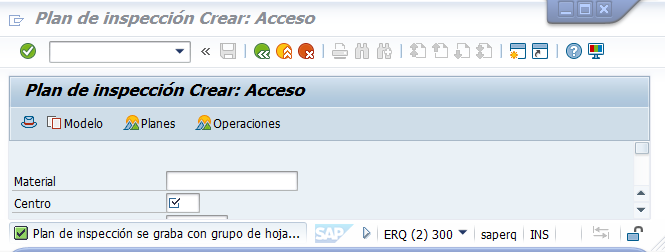 Plan de inspección Crear: Acceso
Plan de inspección Crear: Acceso
Modelo Planes Operaciones
Material
Centro
Plan de inspección se graba con grupo de hoja... SAP ERQ (2) 300 saperq INS